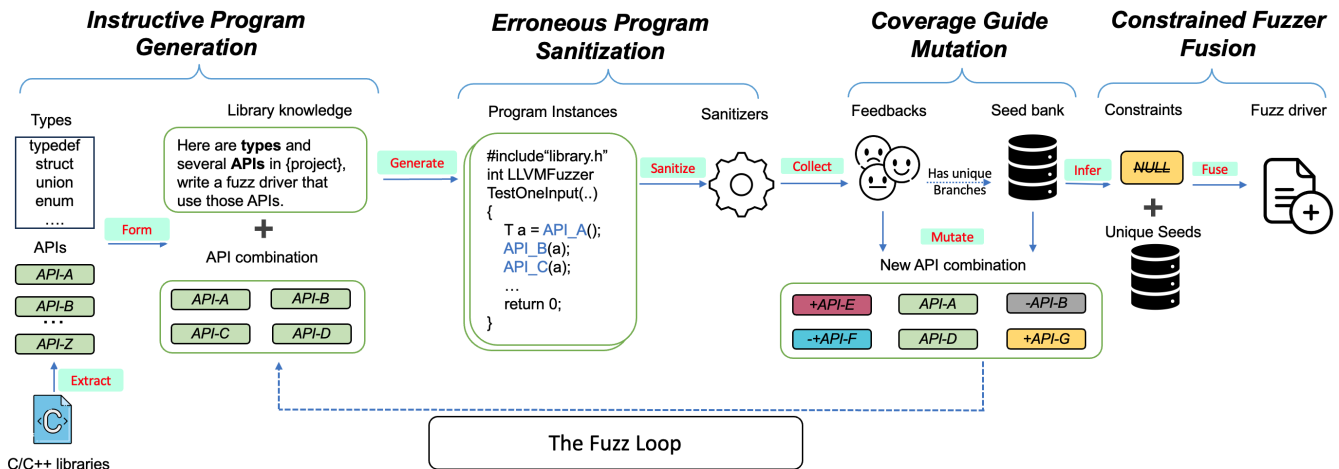 Instructive Program
Generation
Erroneous Program
Sanitization
Coverage Guide
Mutation
Constrained Fuzzer
Fusion
Types
typedef
struct
union
enum
....
APIs
API-A
API-B
...
API-Z
Extract
<C>
C/C++ libraries
Form
Library knowledge
Here are types and
several APIs in {project},
write a fuzz driver that
use those APIs.
+
API combination
API-A
API-B
API-C
API-D
Generate
Program Instances
#include“library.h”
int LLVMFuzzer
TestOneInput(..)
{
T a = API_A();
API_B(a);
API_C(a);
...
return 0;
}
Sanitize
Sanitizers
Collect
Feedbacks
Has unique
Branches
Seed bank
Mutate
New API combination
+API-E
API-A
-API-B
-+API-F
API-D
+API-G
Infer
Constraints
NULL
+
Unique Seeds
Fuse
Fuzz driver
The Fuzz Loop